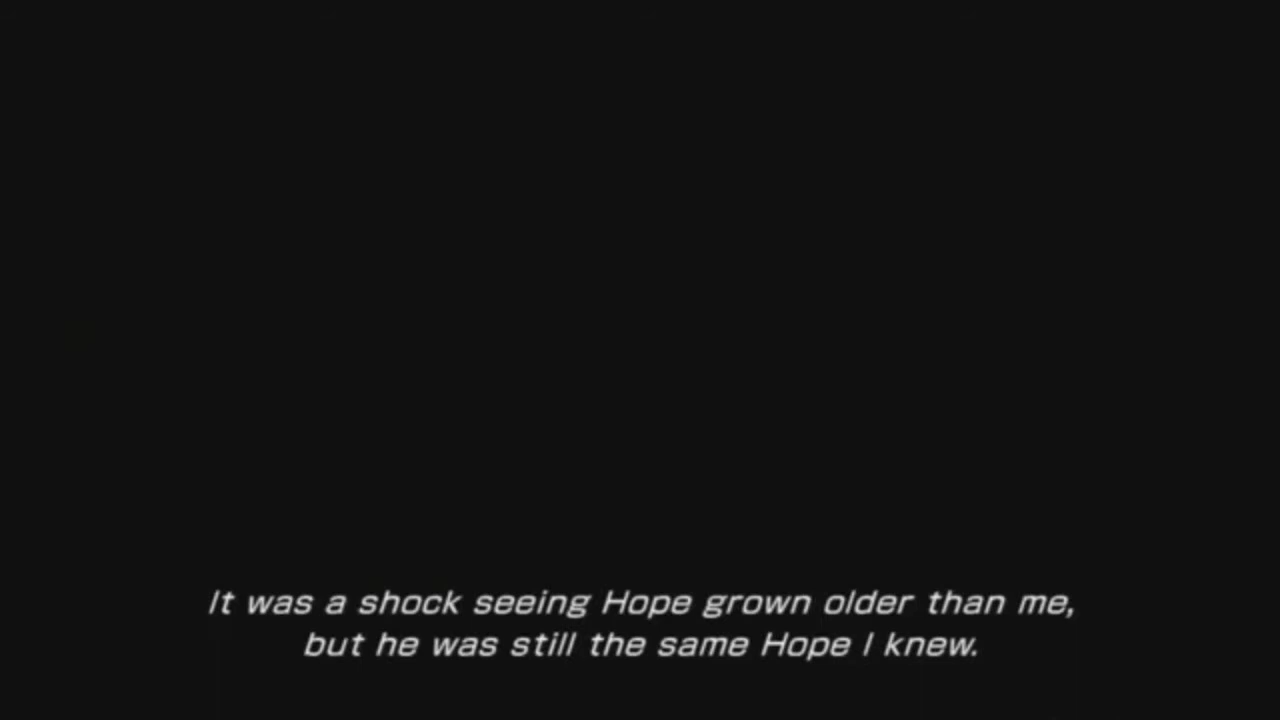 It was a shock seeing Hope grown older than me,
but he was still the same Hope I knew.